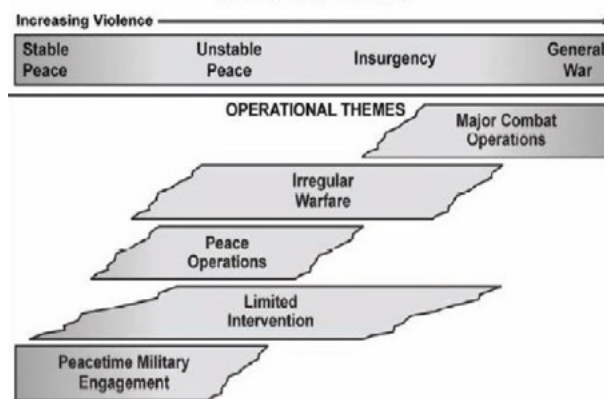 Increasing Violence
Stable
Peace
Unstable
Peace
Insurgency
General
War
OPERATIONAL THEMES
Major Combat
Operations
Irregular
Warfare
Peace
Operations
Limited
Intervention
Peacetime Military
Engagement